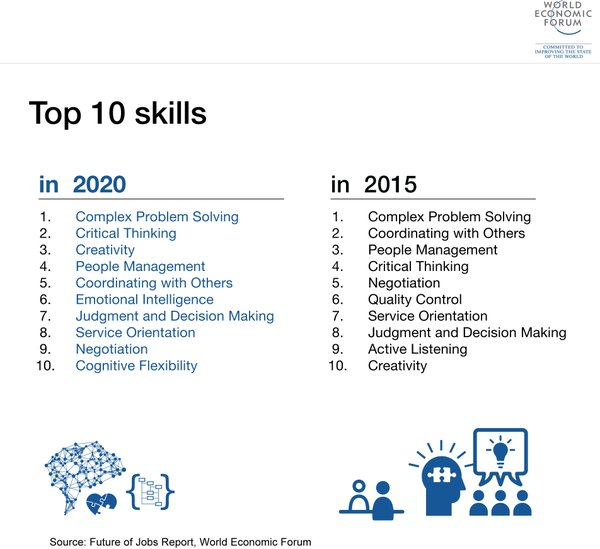 WORLD
ECONOMIC
FORUM
COMMITTED TO
IMPROVING THE STATE
OF THE WORLD
Top 10 skills
in 2020
1. Complex Problem Solving
2. Critical Thinking
3. Creativity
4. People Management
5. Coordinating with Others
6. Emotional Intelligence
7. Judgment and Decision Making
8. Service Orientation
9. Negotiation
10. Cognitive Flexibility
in 2015
1. Complex Problem Solving
2. Coordinating with Others
3. People Management
4. Critical Thinking
5. Negotiation
6. Quality Control
7. Service Orientation
8. Judgment and Decision Making
9. Active Listening
10. Creativity
Source: Future of Jobs Report, World Economic Forum